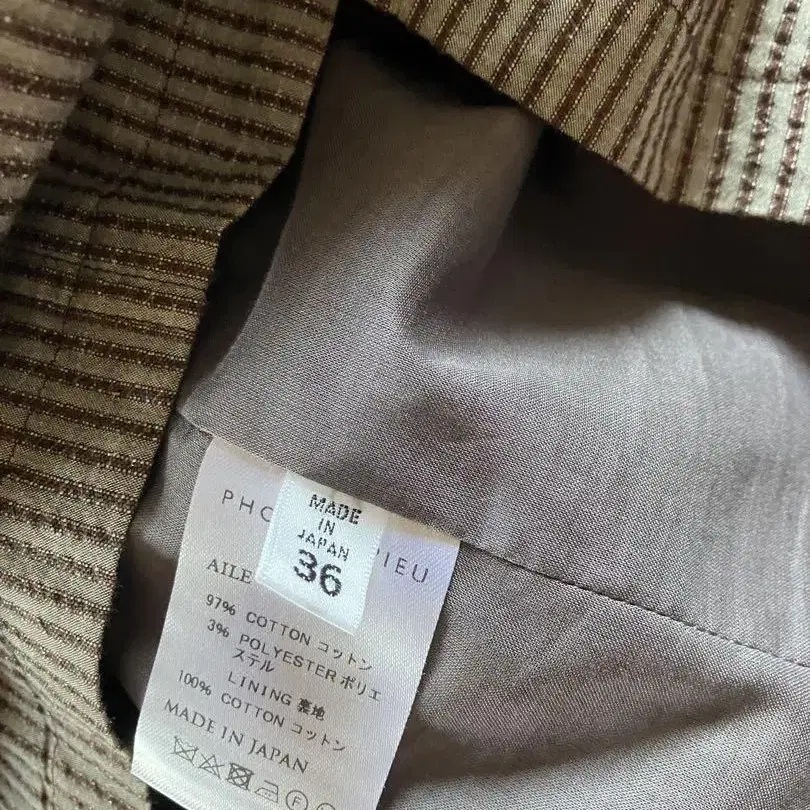 MADE
IN
JAPAN
36
PHO
DIEU
AILE
97% COTTON コットン
3% POLYESTER ポリエ
ステル
LINING 裏地
100% COTTON コットン
MADE IN JAPAN
F